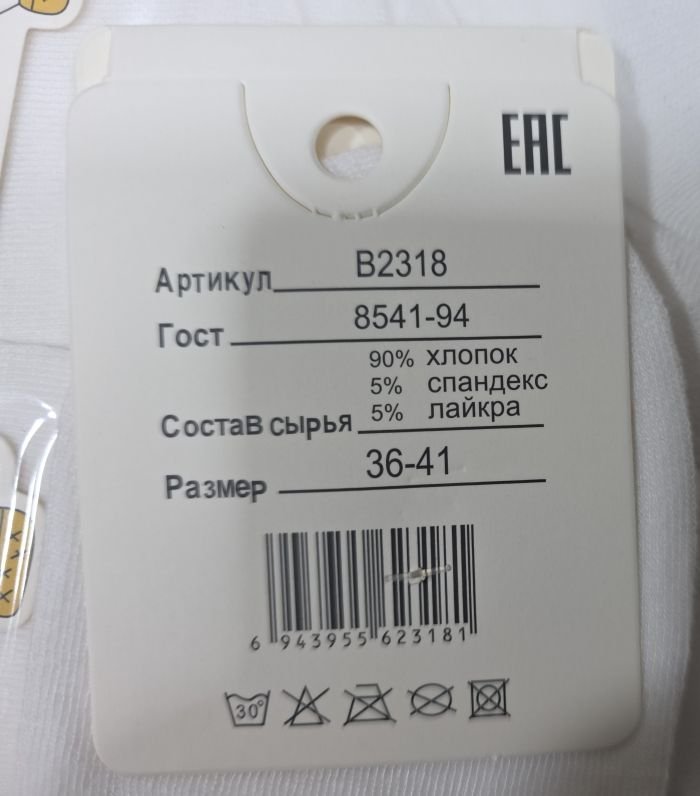 EAC
Артикул B2318
Гост 8541-94
90% хлопок
5% спандекс
Состав сырья 5% лайкра
Размер 36-41
6 943955 623181
30°